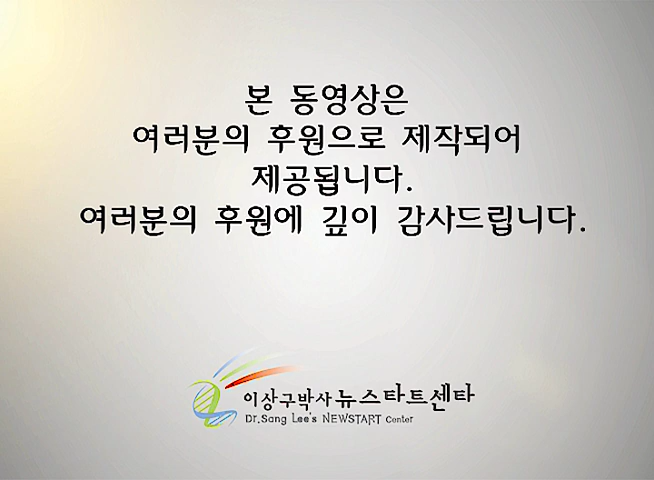 본 동영상은
여러분의 후원으로 제작되어
제공됩니다.
여러분의 후원에 깊이 감사드립니다.
이상구박사 뉴스타트센타
Dr.Sang Lee's NEWSTART Center